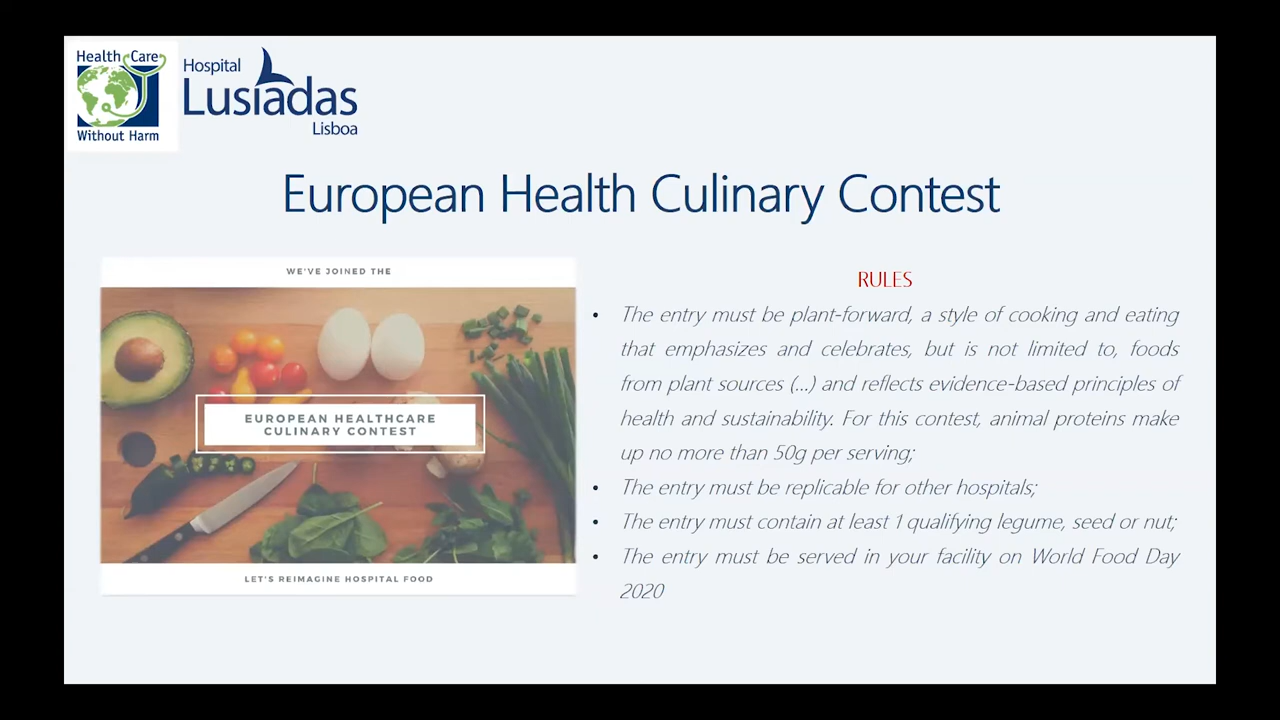 Health Care
Without Harm
Hospital
Lusíadas
Lisboa
European Health Culinary Contest
WE'VE JOINED THE
EUROPEAN HEALTHCARE
CULINARY CONTEST
LET'S REIMAGINE HOSPITAL FOOD
RULES
• The entry must be plant-forward, a style of cooking and eating
that emphasizes and celebrates, but is not limited to, foods
from plant sources (...) and reflects evidence-based principles of
health and sustainability. For this contest, animal proteins make
up no more than 50g per serving;
• The entry must be replicable for other hospitals;
• The entry must contain at least 1 qualifying legume, seed or nut;
• The entry must be served in your facility on World Food Day
2020